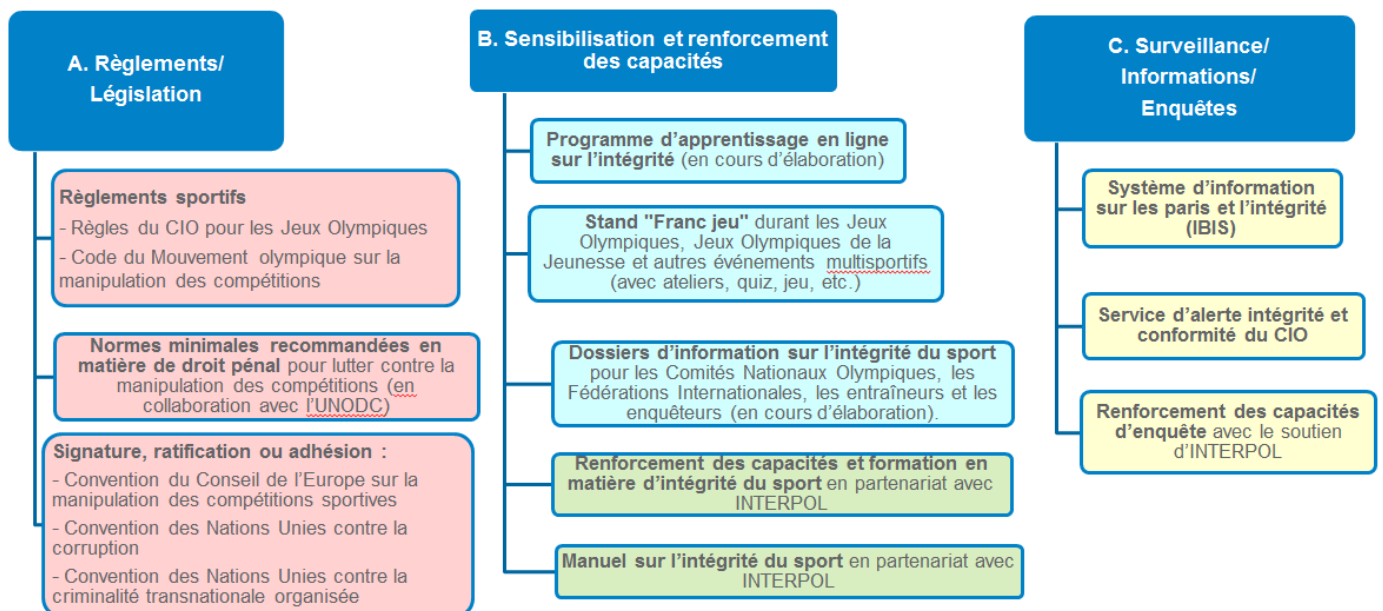 A. Règlements/
Législation
Règlements sportifs
- Règles du CIO pour les Jeux Olympiques
- Code du Mouvement olympique sur la
manipulation des compétitions
Normes minimales recommandées en
matière de droit pénal pour lutter contre la
manipulation des compétitions (en
collaboration avec l'UNODC)
Signature, ratification ou adhésion :
- Convention du Conseil de l'Europe sur la
manipulation des compétitions sportives
- Convention des Nations Unies contre la
corruption
- Convention des Nations Unies contre la
criminalité transnationale organisée
B. Sensibilisation et renforcement
des capacités
Programme d'apprentissage en ligne
sur l'intégrité (en cours d'élaboration)
Stand "Franc jeu" durant les Jeux
Olympiques, Jeux Olympiques de la
Jeunesse et autres événements multisportifs
(avec ateliers, quiz, jeu, etc.)
Dossiers d'information sur l'intégrité du sport
pour les Comités Nationaux Olympiques, les
Fédérations Internationales, les entraîneurs et les
enquêteurs (en cours d'élaboration).
Renforcement des capacités et formation en
matière d'intégrité du sport en partenariat avec
INTERPOL
Manuel sur l'intégrité du sport en partenariat avec
INTERPOL
C. Surveillance/
Informations/
Enquêtes
Système d'information
sur les paris et l'intégrité
(IBIS)
Service d'alerte intégrité et
conformité du CIO
Renforcement des capacités
d'enquête avec le soutien
d'INTERPOL